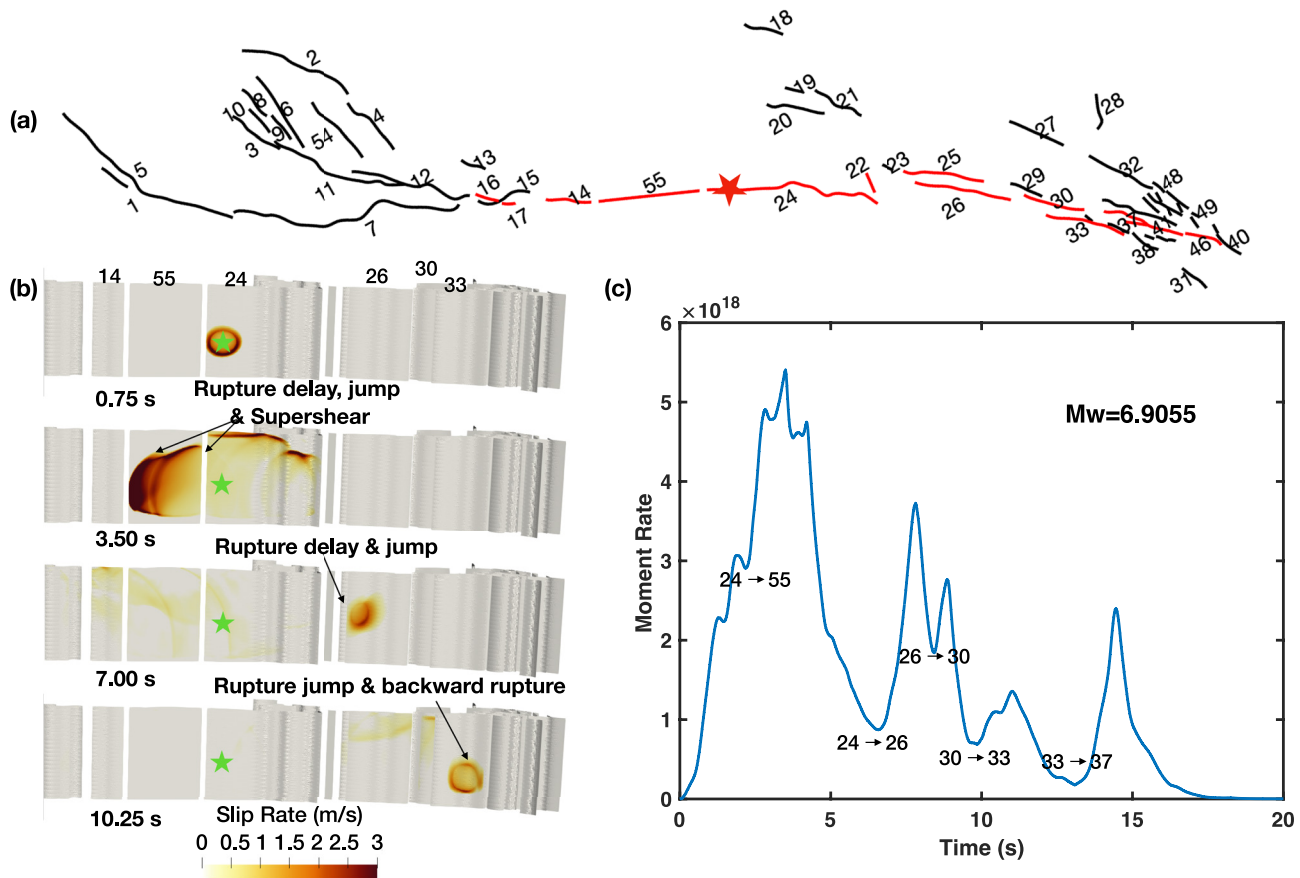 (a)
18
2
19
21
20
28
27
10
8
6
9
54
4
3
5
1
11
12
13
16
15
17
7
14
55
24
22
23
25
26
29
30
32
48
33
37
41
49
38
46
40
31
(b)
14 55 24 26 30 33
0.75 s
Rupture delay, jump
& Supershear
3.50 s
Rupture delay & jump
7.00 s
Rupture jump & backward rupture
10.25 s
Slip Rate (m/s)
0 0.5 1 1.5 2 2.5 3
(c)
×10¹⁸
6
5
4
3
2
1
0
Moment Rate
Mw=6.9055
24 → 55
26 → 30
24 → 26
30 → 33
33 → 37
0 5 10 15 20
Time (s)